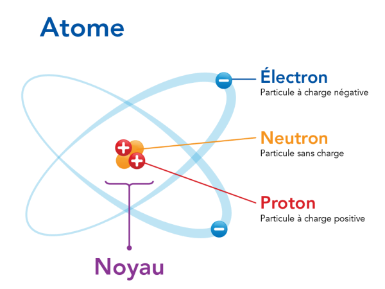 Atome
Électron
Particule à charge négative
Neutron
Particule sans charge
Proton
Particule à charge positive
Noyau